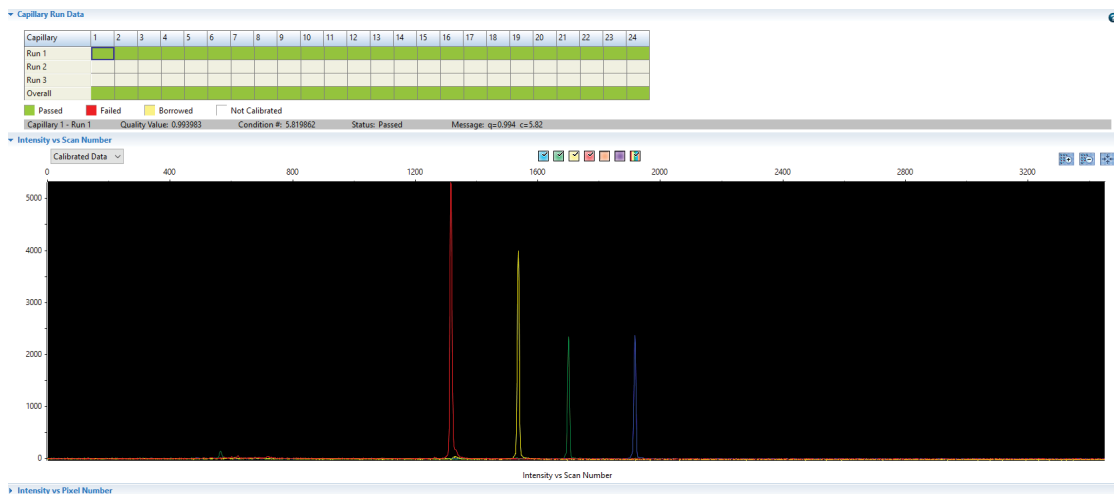 Capillary Run Data
Capillary 1 2 3 4 5 6 7 8 9 10 11 12 13 14 15 16 17 18 19 20 21 22 23 24
Run 1
Run 2
Run 3
Overall
Passed Failed Borrowed Not Calibrated
Capillary 1 - Run 1 Quality Value: 0.993983 Condition #: 5.819862 Status: Passed Message: q=0.994 c=5.82
Intensity vs Scan Number
Calibrated Data
0 400 800 1200 1600 2000 2400 2800 3200
5000
4000
3000
2000
1000
0
Intensity vs Scan Number
Intensity vs Pixel Number